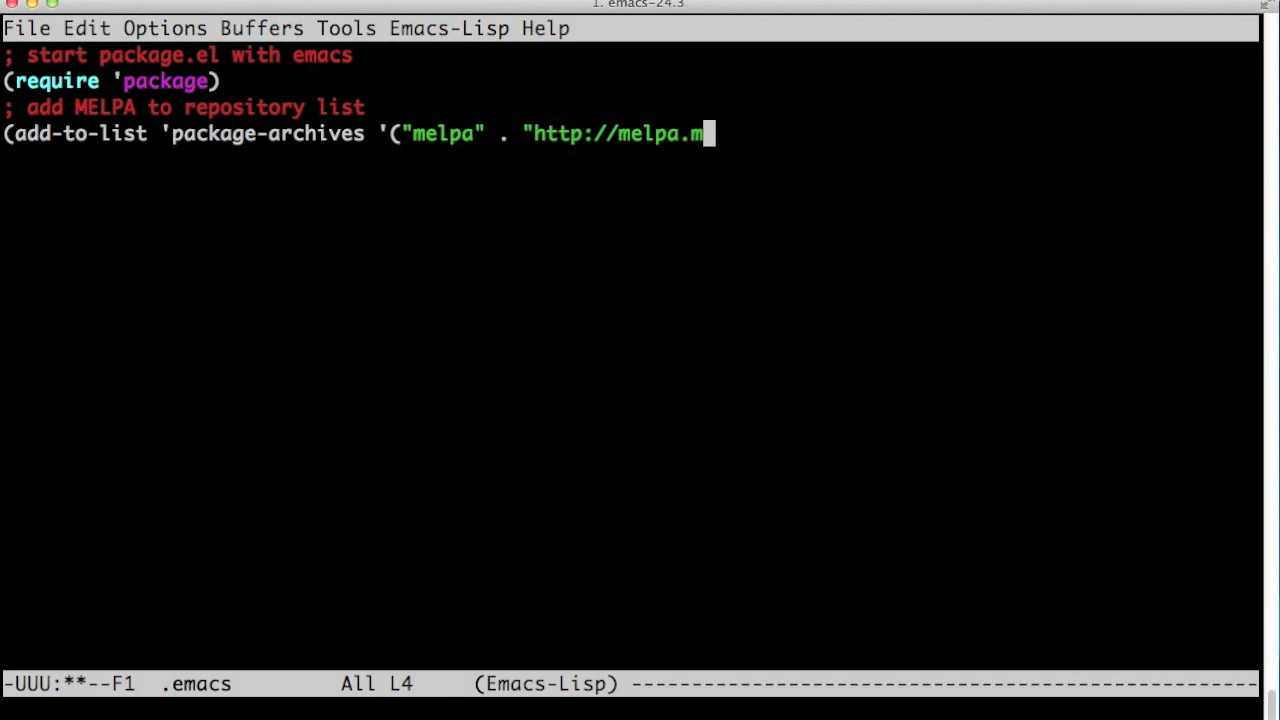 1. emacs-24.3
File Edit Options Buffers Tools Emacs-Lisp Help
; start package.el with emacs
(require 'package)
; add MELPA to repository list
(add-to-list 'package-archives '("melpa" . "http://melpa.m
-UUU:**--F1 .emacs All L4 (Emacs-Lisp) ----------------------------------------------------